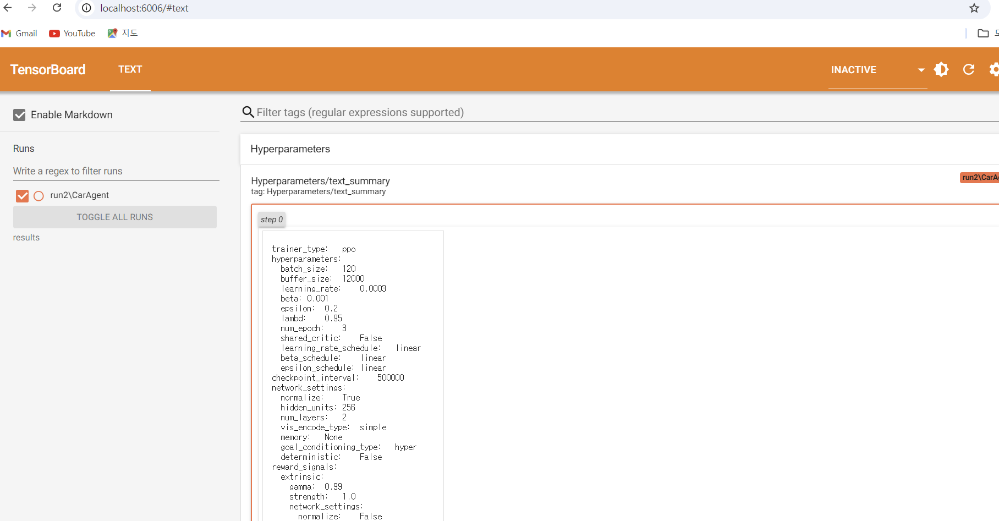 localhost:6006/#text
Gmail YouTube 지도
TensorBoard TEXT INACTIVE
Enable Markdown
Filter tags (regular expressions supported)
Runs
Write a regex to filter runs
run2\CarAgent
TOGGLE ALL RUNS
results
Hyperparameters
Hyperparameters/text_summary
tag: Hyperparameters/text_summary
run2\CarA
step 0
trainer_type: ppo
hyperparameters:
batch_size: 120
buffer_size: 12000
learning_rate: 0.0003
beta: 0.001
epsilon: 0.2
lambd: 0.95
num_epoch: 3
shared_critic: False
learning_rate_schedule: linear
beta_schedule: linear
epsilon_schedule: linear
checkpoint_interval: 500000
network_settings:
normalize: True
hidden_units: 256
num_layers: 2
vis_encode_type: simple
memory: None
goal_conditioning_type: hyper
deterministic: False
reward_signals:
extrinsic:
gamma: 0.99
strength: 1.0
network_settings:
normalize: False